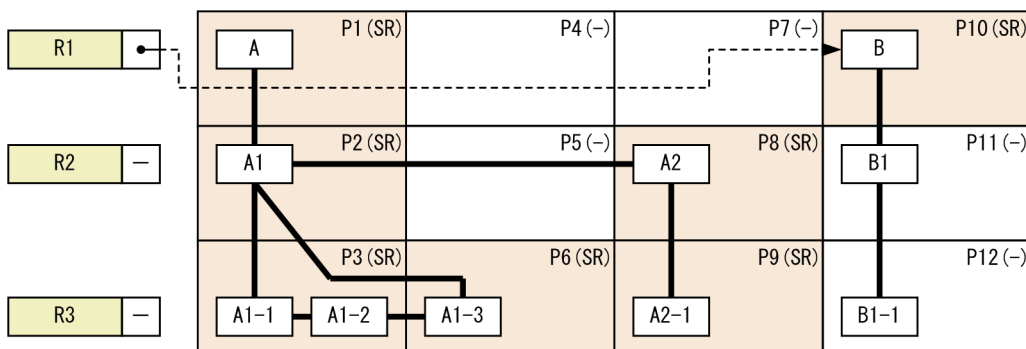 P1(SR) P4(-) P7(-) P10(SR)
R1 A B
P2(SR) P5(-) P8(SR) P11(-)
R2 — A1 A2 B1
P3(SR) P6(SR) P9(SR) P12(-)
R3 — A1-1 A1-2 A1-3 A2-1 B1-1